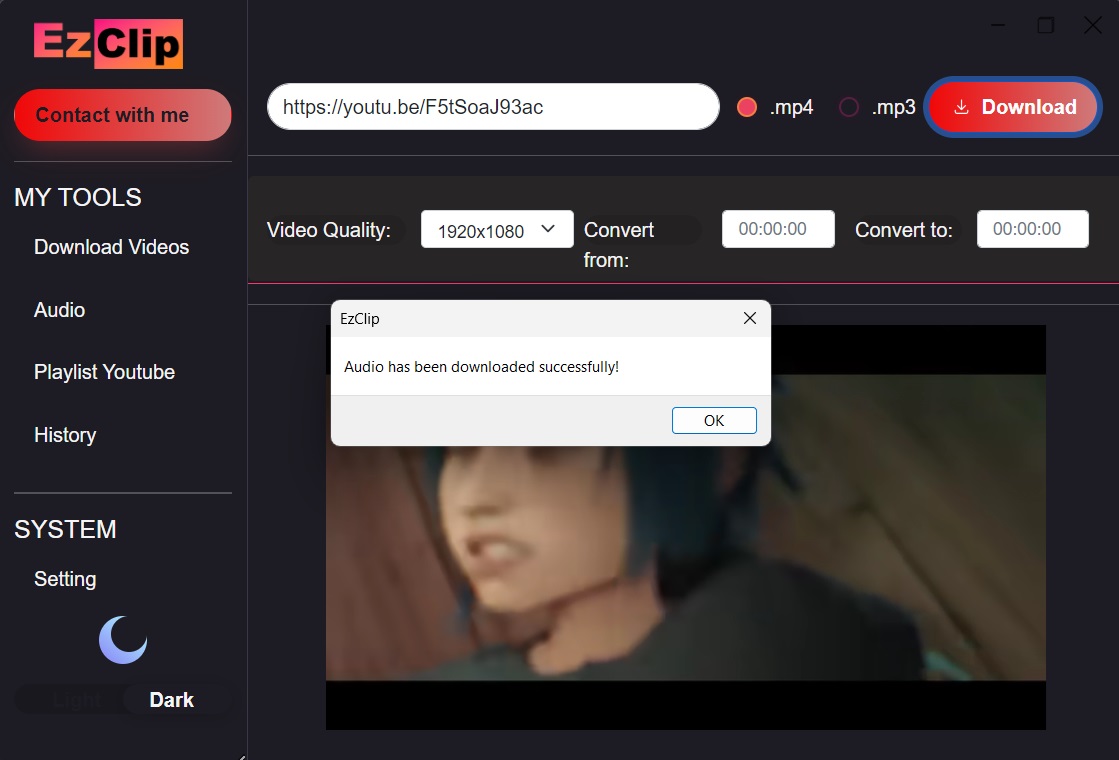 EzClip
Contact with me
MY TOOLS
Download Videos
Audio
Playlist Youtube
History
SYSTEM
Setting
Light Dark
https://youtu.be/F5tSoaJ93ac .mp4 .mp3 Download
Video Quality: 1920x1080 Convert from: 00:00:00 Convert to: 00:00:00
EzClip
Audio has been downloaded successfully!
OK